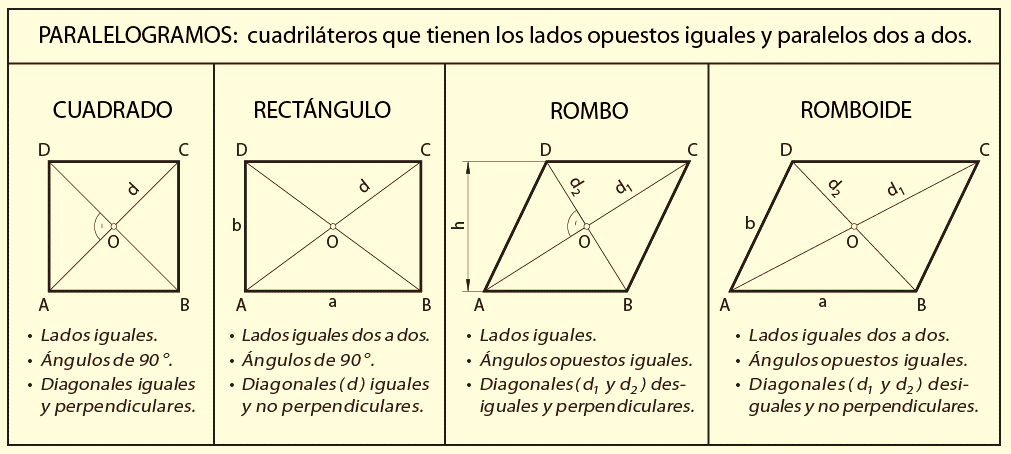 PARALELOGRAMOS: cuadriláteros que tienen los lados opuestos iguales y paralelos dos a dos.
CUADRADO
D C
d
O
A B
• Lados iguales.
• Ángulos de 90°.
• Diagonales iguales
y perpendiculares.
RECTÁNGULO
D C
d
b
O
A a B
• Lados iguales dos a dos.
• Ángulos de 90°.
• Diagonales (d) iguales
y no perpendiculares.
ROMBO
D C
d₂ d₁
h
O
A B
• Lados iguales.
• Ángulos opuestos iguales.
• Diagonales (d₁ y d₂) des-
iguales y perpendiculares.
ROMBOIDE
D C
d₂ d₁
b
O
A a B
• Lados iguales dos a dos.
• Ángulos opuestos iguales.
• Diagonales (d₁ y d₂) desi-
guales y no perpendiculares.